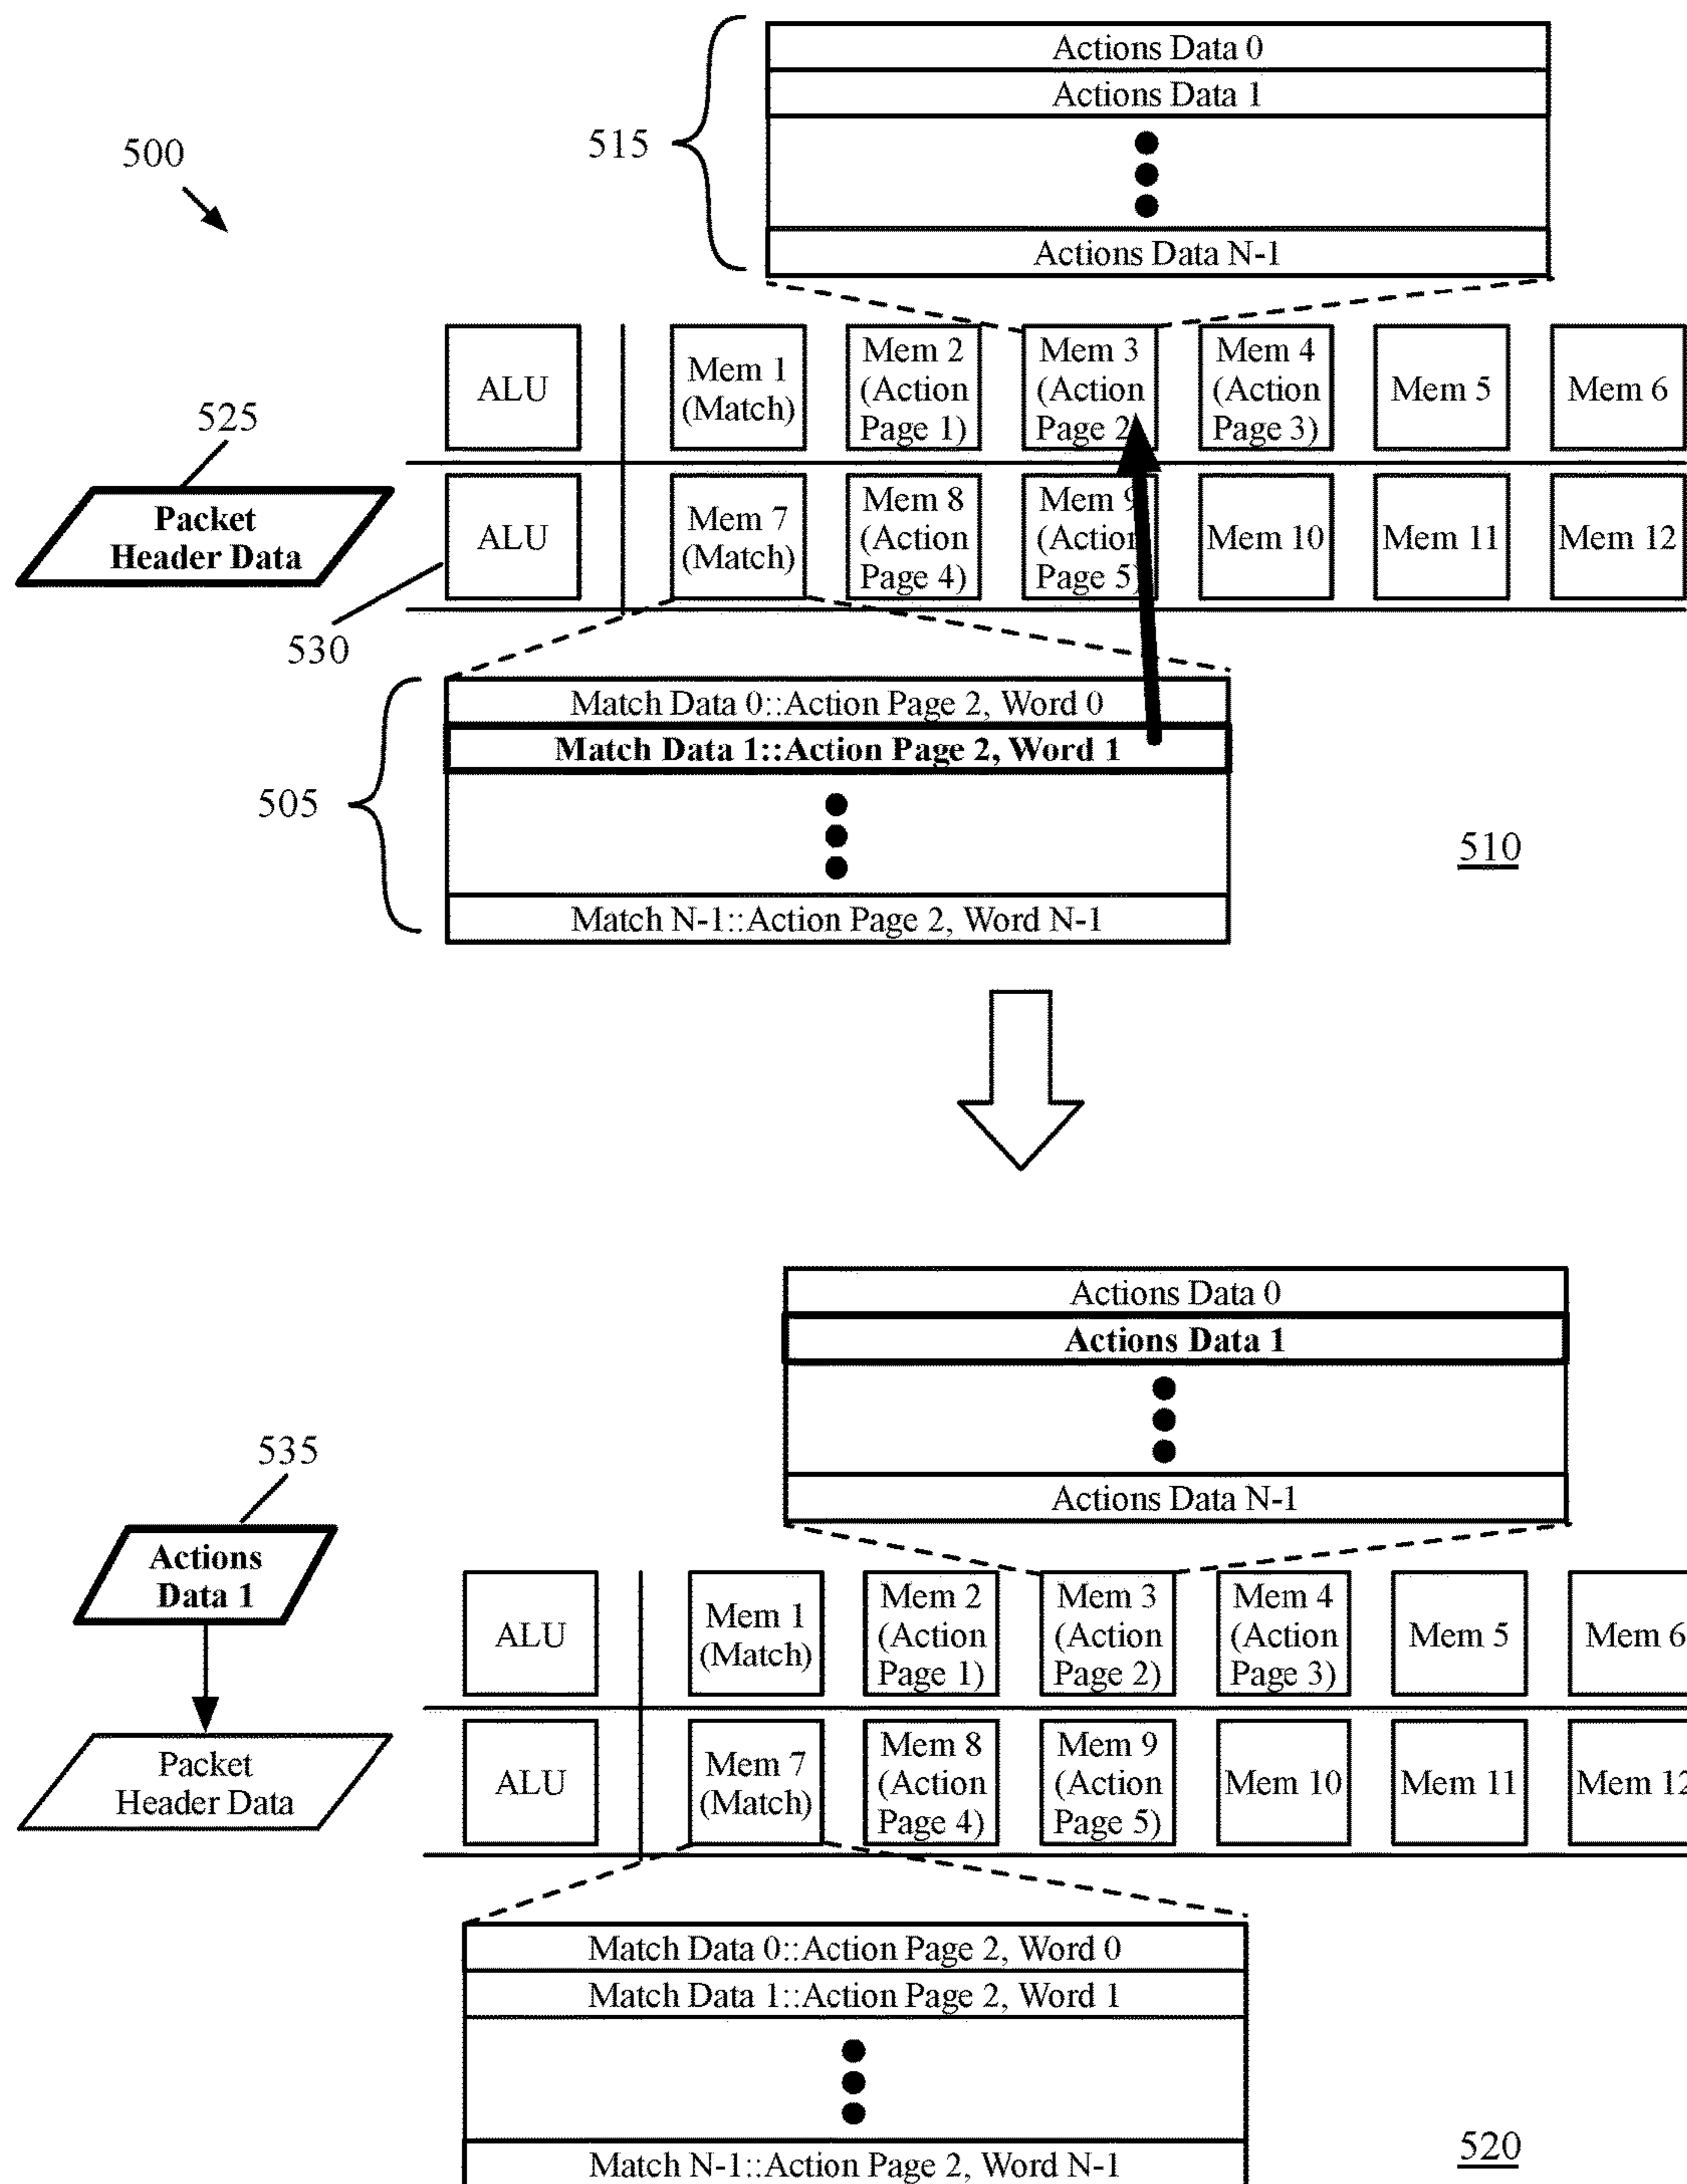 Actions Data 0
Actions Data 1
515
500
Actions Data N-1
ALU
Mem 1
(Match)
Mem 2
(Action
Page 1)
Mem 3
(Action
Page 2
Mem 4
(Action
Page 3)
Mem 5
Mem 6
525
Packet
Header Data
ALU
Mem 7
(Match)
Mem 8
(Action
Page 4)
Mem 9
(Action
Page 5)
Mem 10
Mem 11
Mem 12
530
Match Data 0::Action Page 2, Word 0
Match Data 1::Action Page 2, Word 1
505
510
Match N-1::Action Page 2, Word N-1
Actions Data 0
Actions Data 1
Actions Data N-1
535
Actions
Data 1
ALU
Mem 1
(Match)
Mem 2
(Action
Page 1)
Mem 3
(Action
Page 2)
Mem 4
(Action
Page 3)
Mem 5
Mem 6
Packet
Header Data
ALU
Mem 7
(Match)
Mem 8
(Action
Page 4)
Mem 9
(Action
Page 5)
Mem 10
Mem 11
Mem 12
Match Data 0::Action Page 2, Word 0
Match Data 1::Action Page 2, Word 1
Match N-1::Action Page 2, Word N-1
520